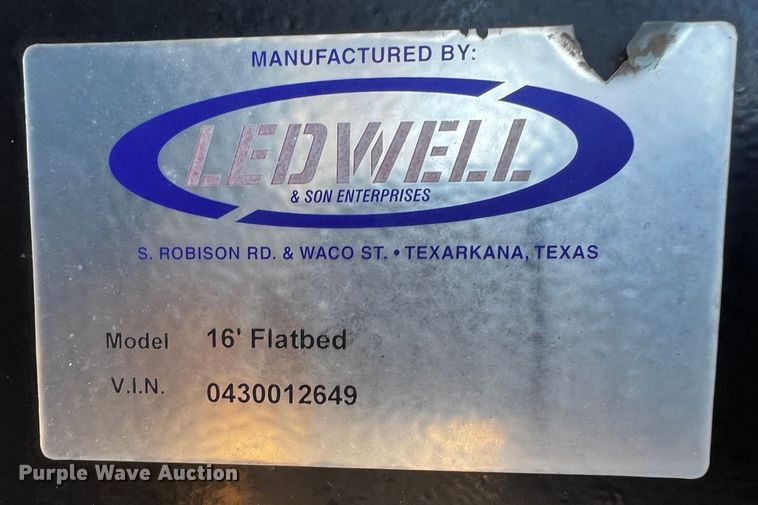 MANUFACTURED BY:
LEDWELL
& SON ENTERPRISES
S. ROBISON RD. & WACO ST. • TEXARKANA, TEXAS
Model 16' Flatbed
V.I.N. 0430012649
Purple Wave Auction